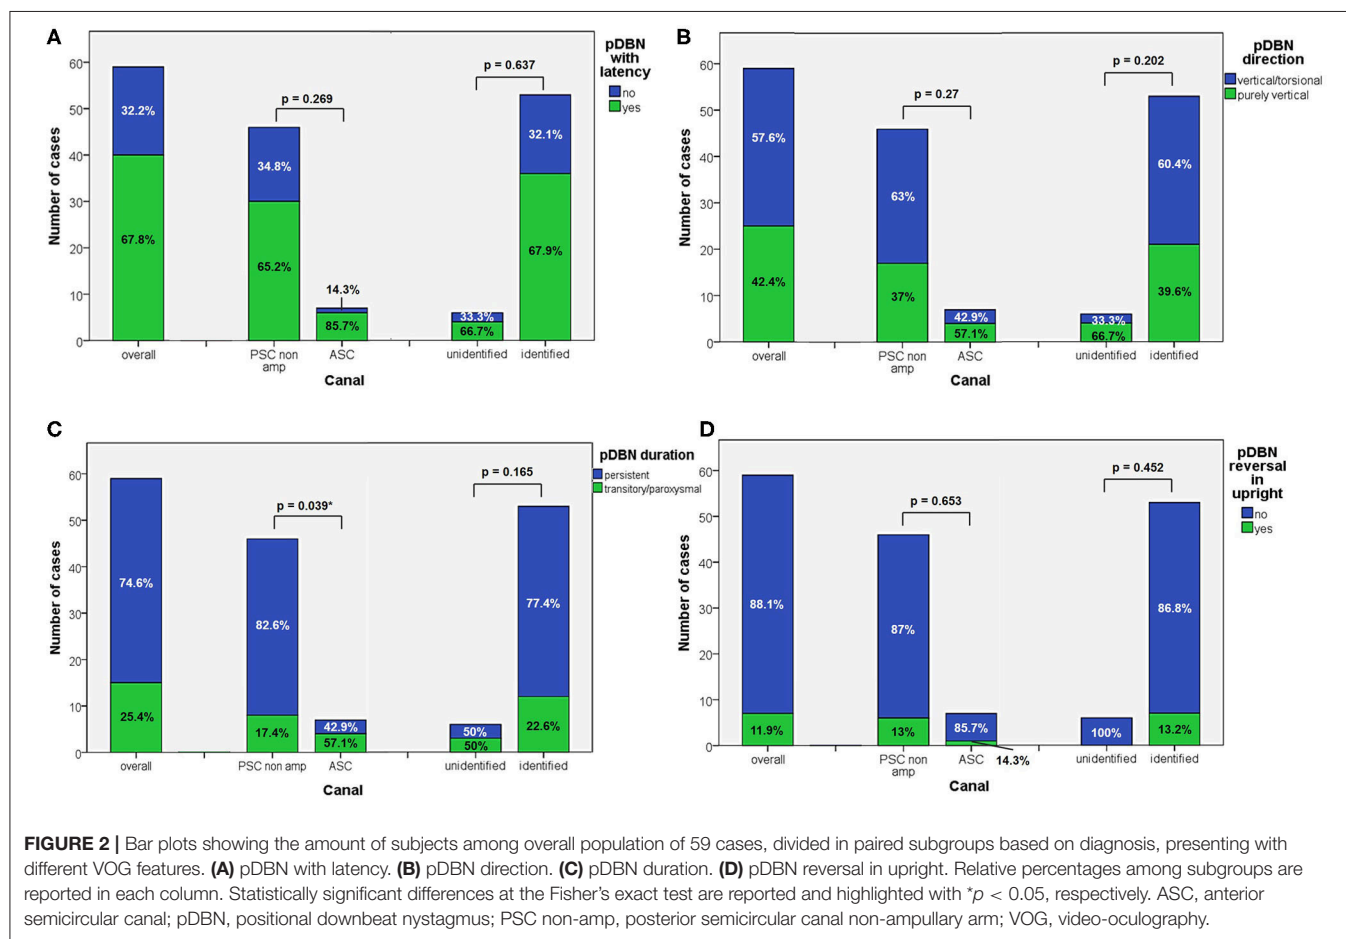 A
pDBN
with
latency
no
yes
p = 0.637
p = 0.269
60
50
40
30
20
10
0
Number of cases
32.2%
67.8%
34.8%
65.2%
14.3%
85.7%
33.3%
66.7%
32.1%
67.9%
overall
PSC non
amp
ASC
unidentified
identified
Canal
B
pDBN
direction
vertical/torsional
purely vertical
p = 0.202
p = 0.27
60
50
40
30
20
10
0
Number of cases
57.6%
42.4%
63%
37%
42.9%
57.1%
33.3%
66.7%
60.4%
39.6%
overall
PSC non
amp
ASC
unidentified
identified
Canal
C
pDBN duration
persistent
transitory/paroxysmal
p = 0.165
p = 0.039*
60
50
40
30
20
10
0
Number of cases
74.6%
25.4%
82.6%
17.4%
42.9%
57.1%
50%
50%
77.4%
22.6%
overall
PSC non amp
ASC
unidentified
identified
Canal
D
pDBN
reversal
in
upright
no
yes
p = 0.452
p = 0.653
60
50
40
30
20
10
0
Number of cases
88.1%
11.9%
87%
13%
85.7%
14.3%
100%
86.8%
13.2%
overall
PSC non
amp
ASC
unidentified
identified
Canal
FIGURE 2 | Bar plots showing the amount of subjects among overall population of 59 cases, divided in paired subgroups based on diagnosis, presenting with
different VOG features. (A) pDBN with latency. (B) pDBN direction. (C) pDBN duration. (D) pDBN reversal in upright. Relative percentages among subgroups are
reported in each column. Statistically significant differences at the Fisher's exact test are reported and highlighted with *p < 0.05, respectively. ASC, anterior
semicircular canal; pDBN, positional downbeat nystagmus; PSC non-amp, posterior semicircular canal non-ampullary arm; VOG, video-oculography.